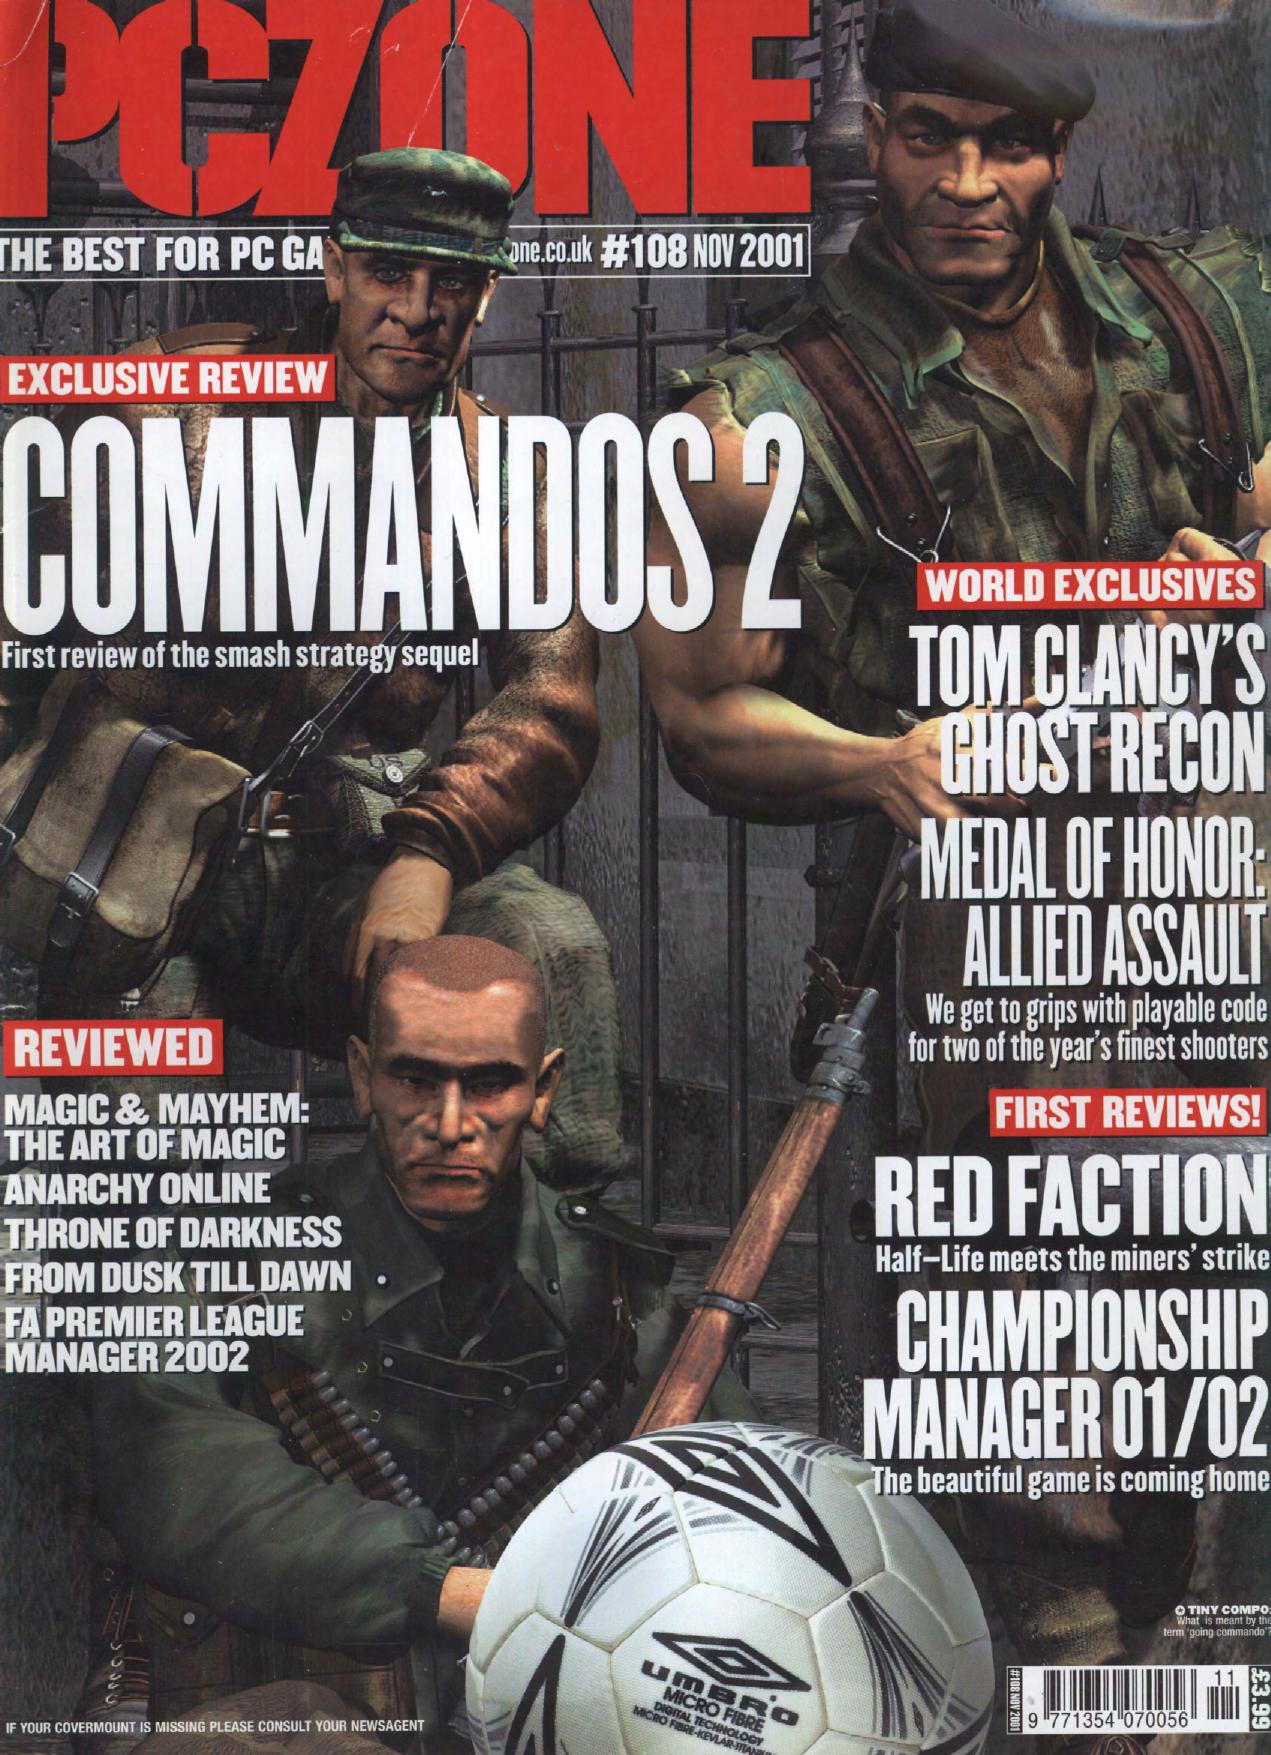 PCZONE
THE BEST FOR PC GA one.co.uk #108 NOV 2001
EXCLUSIVE REVIEW
COMMANDOS 2
First review of the smash strategy sequel
WORLD EXCLUSIVES
TOM CLANCY'S
GHOST RECON
MEDAL OF HONOR:
ALLIED ASSAULT
We get to grips with playable code
for two of the year's finest shooters
REVIEWED
MAGIC & MAYHEM:
THE ART OF MAGIC
ANARCHY ONLINE
THRONE OF DARKNESS
FROM DUSK TILL DAWN
FA PREMIER LEAGUE
MANAGER 2002
FIRST REVIEWS!
RED FACTION
Half-Life meets the miners' strike
CHAMPIONSHIP
MANAGER 01/02
The beautiful game is coming home
TINY COMPO:
What is meant by the
term 'going commando'?
umbro
MICRO FIBRE
DIGITAL TECHNOLOGY
MICRO FIBRE-KEVLAR-TITANIU
IF YOUR COVERMOUNT IS MISSING PLEASE CONSULT YOUR NEWSAGENT
#108 NOV 2001
11
£3.99
9 771354 070056